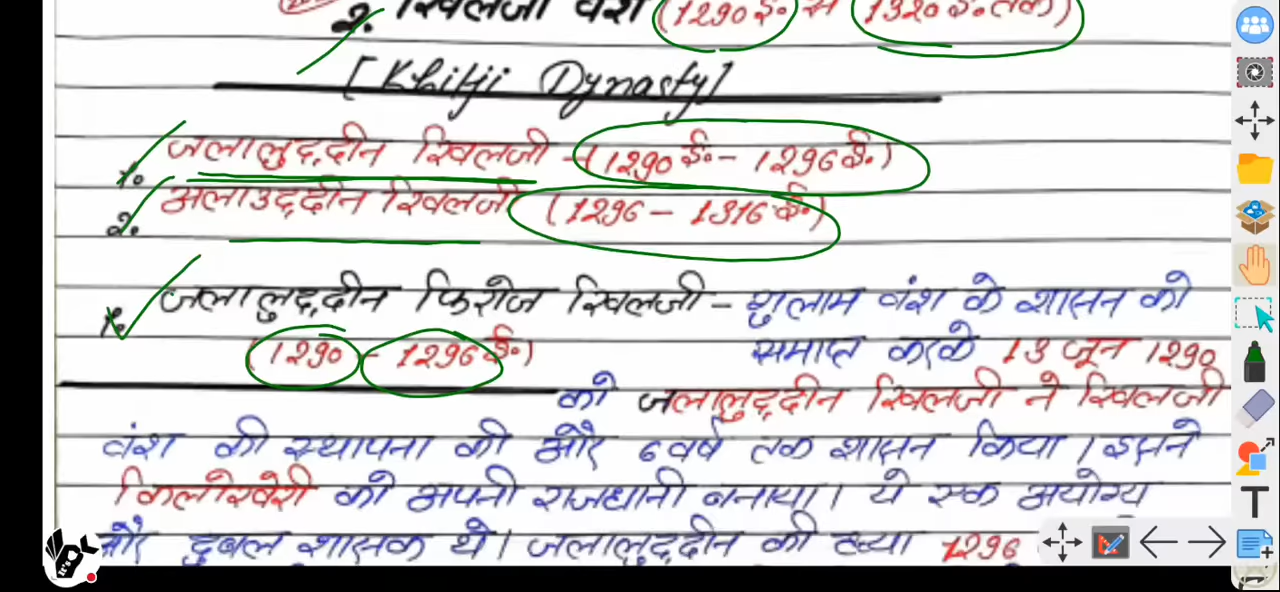 2. खिलजी वंश (1290 ई॰ से 1320 ई॰ तक)
[Khilji Dynasty]
1. जलालुद्दीन खिलजी - (1290 ई॰ - 1296 ई॰)
2. अलाउद्दीन खिलजी (1296 - 1316 ई॰)
1. जलालुद्दीन फिरोज खिलजी - गुलाम वंश के शासन को
(1290 - 1296 ई॰) समाप्त करके 13 जून 1290
को जलालुद्दीन खिलजी ने खिलजी
वंश की स्थापना की और 6 वर्ष तक शासन किया। इसने
किलोखेरी को अपनी राजधानी बनाया। ये एक अयोग्य
और दुबल शासक थे। जलालुद्दीन की हत्या 1296